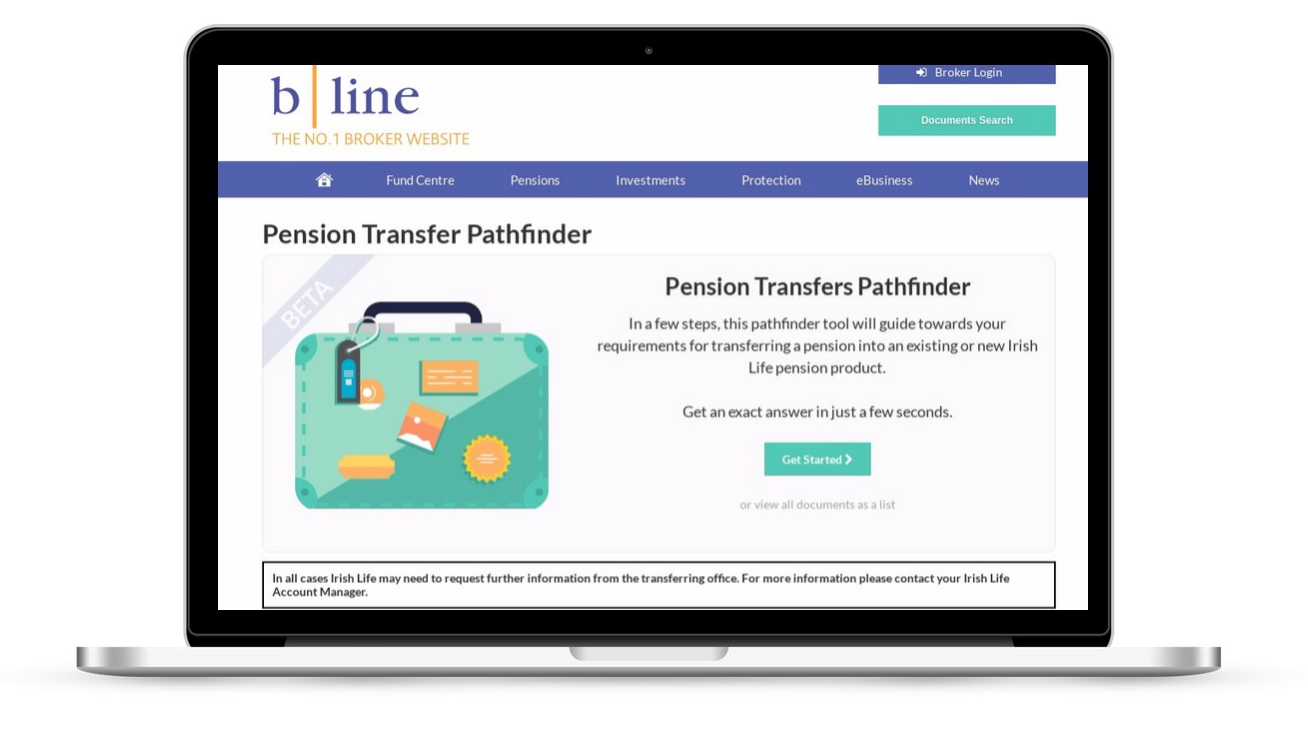 b line
THE NO.1 BROKER WEBSITE
Broker Login
Documents Search
Fund Centre Pensions Investments Protection eBusiness News
Pension Transfer Pathfinder
BETA
Pension Transfers Pathfinder
In a few steps, this pathfinder tool will guide towards your
requirements for transferring a pension into an existing or new Irish
Life pension product.
Get an exact answer in just a few seconds.
Get Started
or view all documents as a list
In all cases Irish Life may need to request further information from the transferring office. For more information please contact your Irish Life
Account Manager.